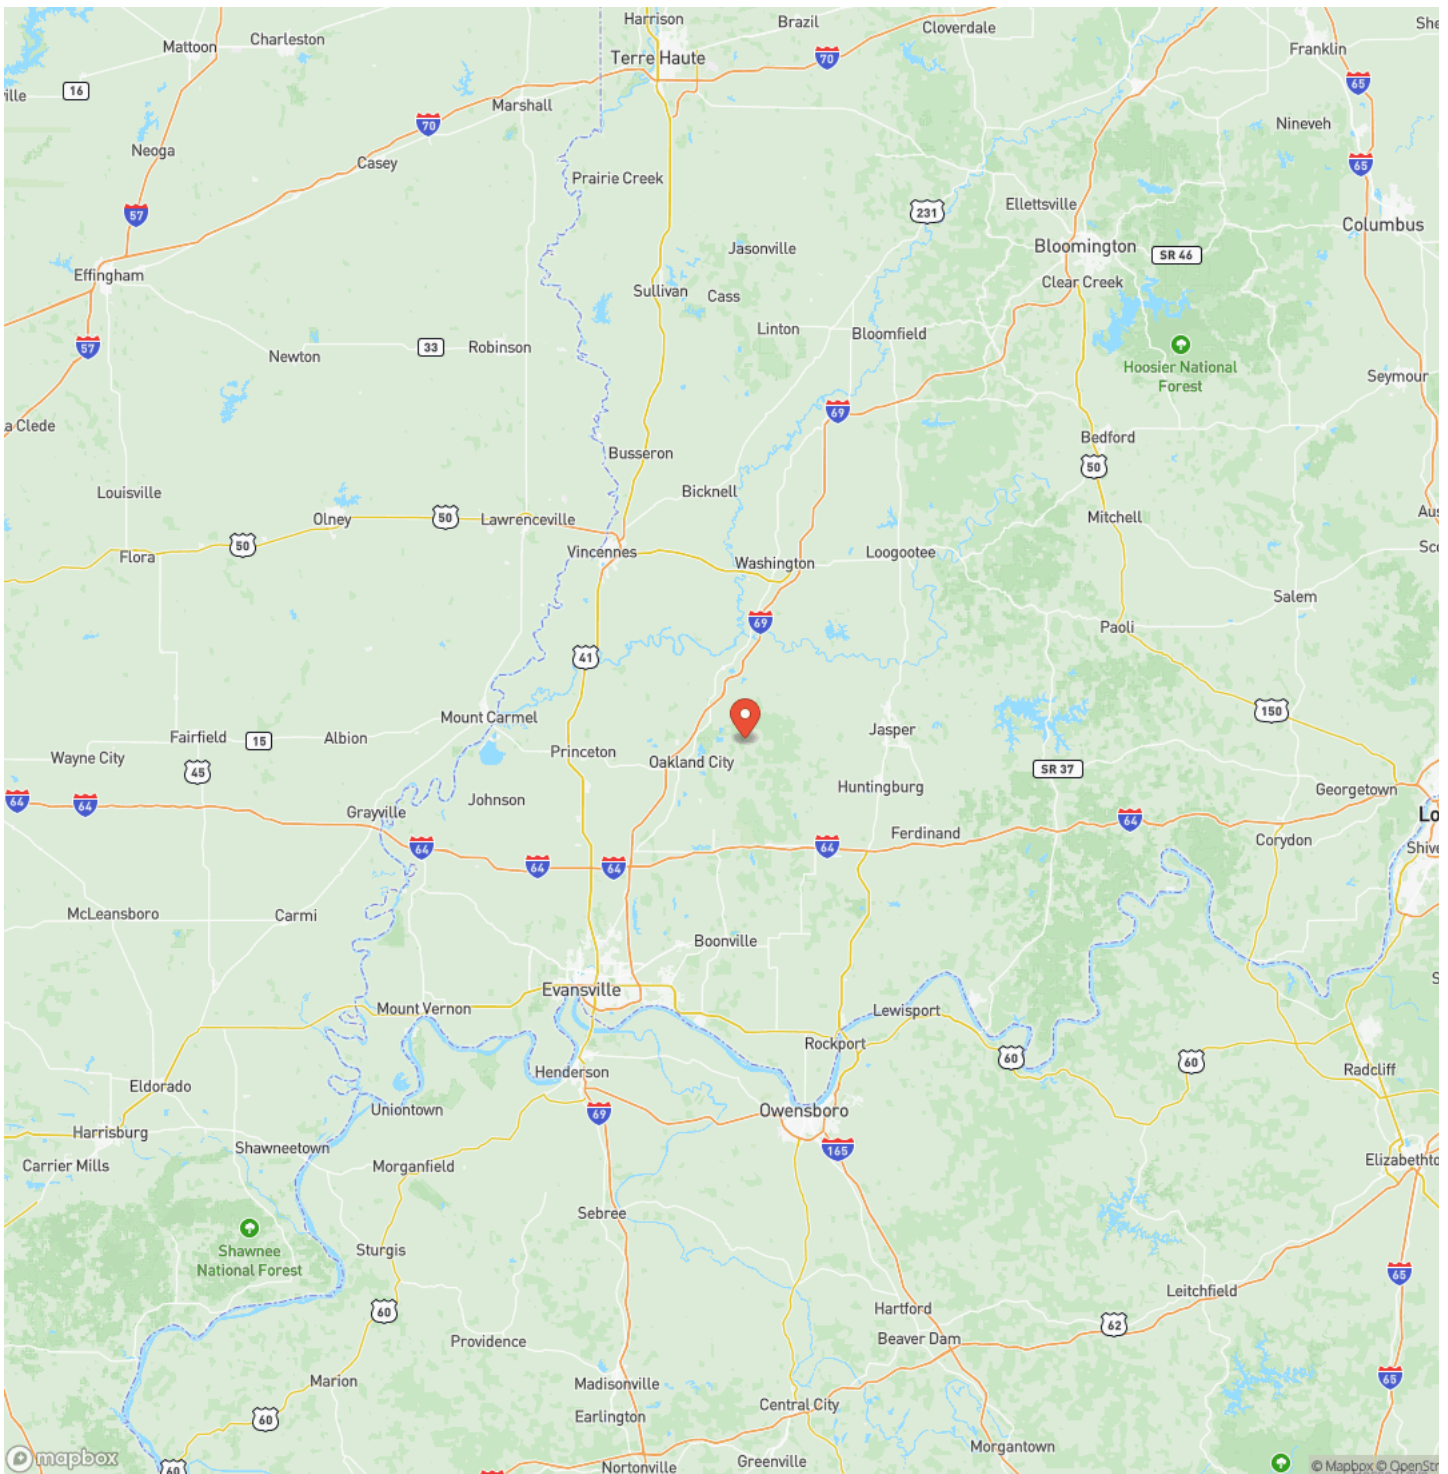 Harrison
Brazil
Cloverdale
She
Mattoon
Charleston
Terre Haute
70
Franklin
65
16
ville
Marshall
70
Nineveh
Neoga
Casey
65
Prairie Creek
57
231
Ellettsville
Columbus
Bloomington
SR 46
Jasonville
Effingham
Clear Creek
Sullivan
Cass
Linton
Bloomfield
57
33
Robinson
Newton
Hoosier National
Forest
Seymour
69
a Clede
Bedford
Busseron
50
Louisville
Bicknell
Olney
50
Lawrenceville
Mitchell
Aus
50
Flora
Vincennes
Washington
Loogootee
Sco
Salem
69
Paoli
41
Mount Carmel
150
Fairfield
15
Albion
Jasper
Wayne City
45
Princeton
Oakland City
SR 37
Huntingburg
Georgetown
64
64
Johnson
Grayville
64
Lo
Ferdinand
Corydon
64
64
Shive
64
64
McLeansboro
Carmi
Boonville
Evansville
S
Mount Vernon
Lewisport
Rockport
60
60
Henderson
Radcliff
Eldorado
Uniontown
69
Owensboro
Harrisburg
Shawneetown
165
Carrier Mills
Morganfield
Elizabethto
Sebree
Shawnee
National Forest
Sturgis
65
Leitchfield
60
Hartford
62
Providence
Beaver Dam
Marion
Madisonville
65
60
Earlington
Central City
Morgantown
mapbox
60
Nortonville
Greenville
© Mapbox © OpenStr